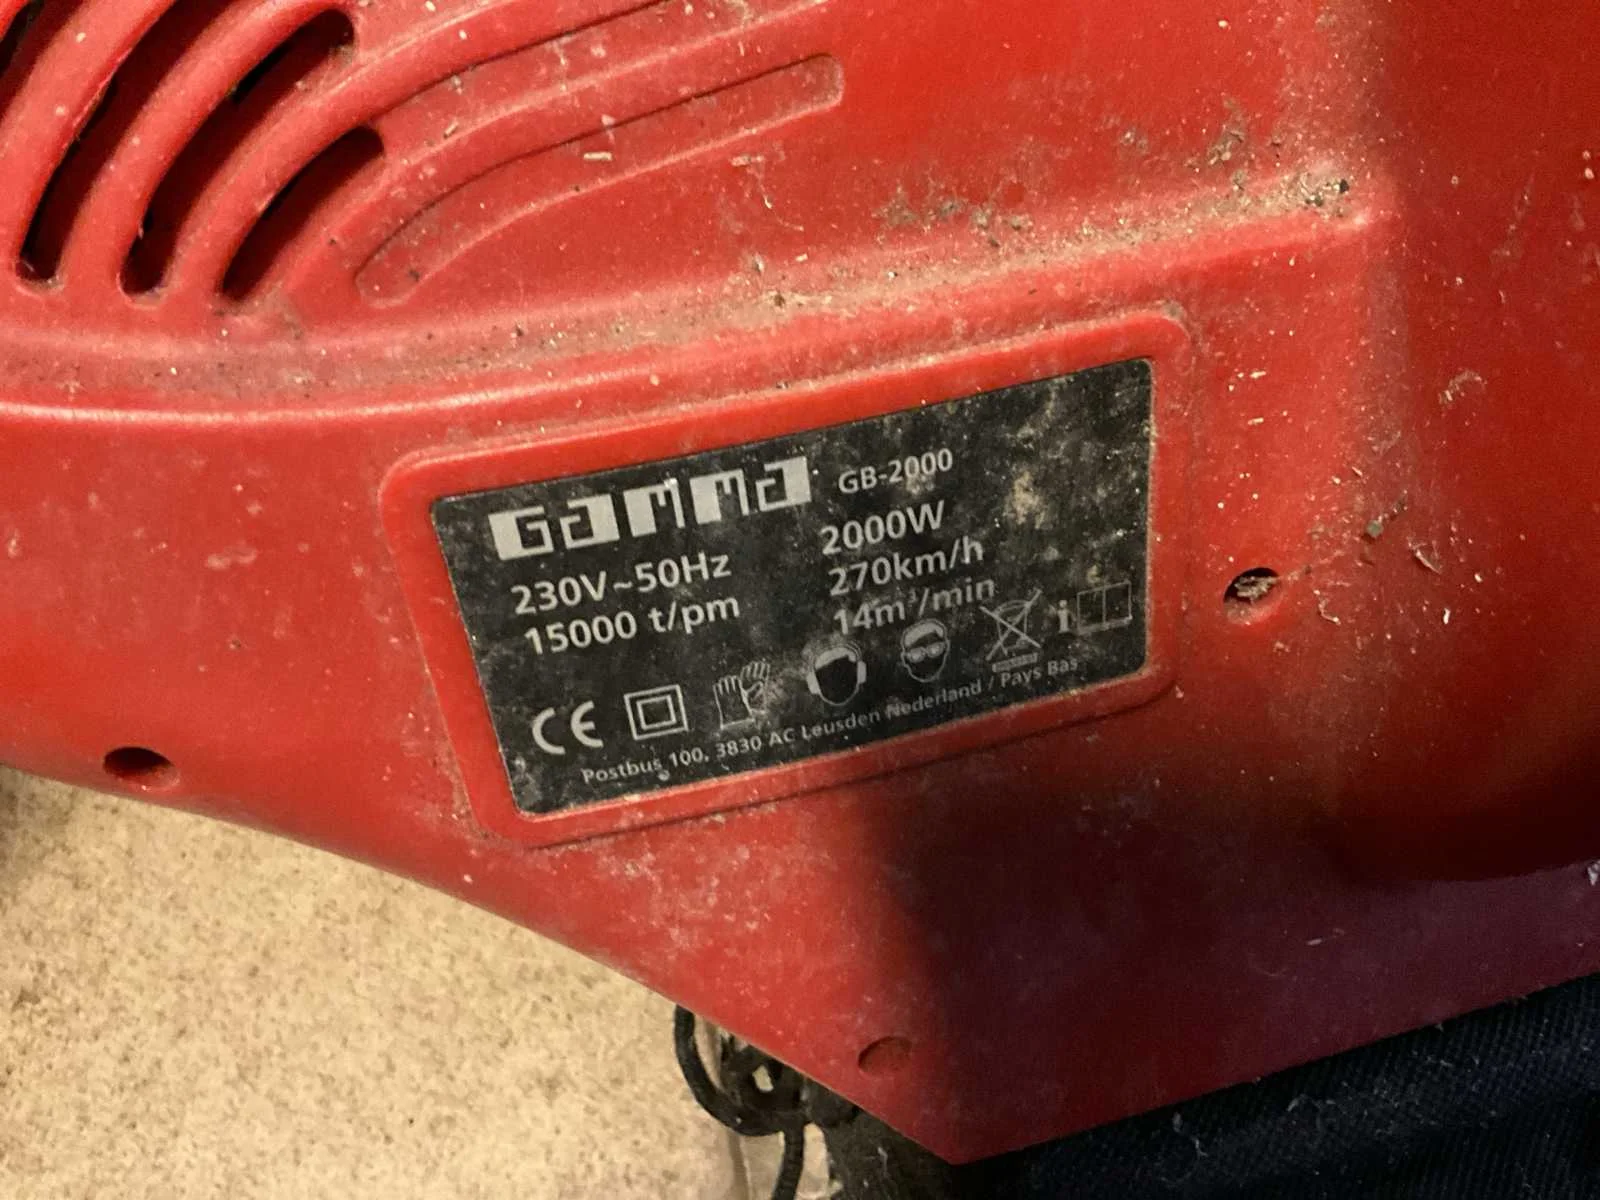 GAMMA GB-2000
230V~50Hz 2000W
15000 t/pm 270km/h
14m³/min
CE
Postbus 100, 3830 AC Leusden Nederland / Pays Bas